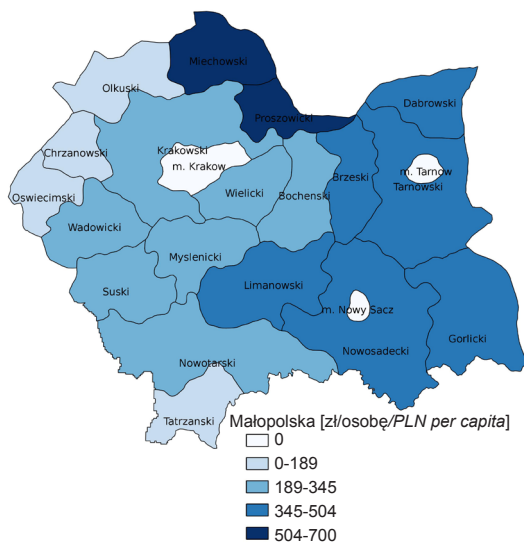 Miechowski
Olkuski
Dabrowski
Proszowicki
Chrzanowski
Krakowski
m. Krakow
m. Tarnow
Tarnowski
Brzeski
Oswiecimski
Wielicki
Bochenski
Wadowicki
Myslenicki
Suski
Limanowski
m. Nowy Sacz
Gorlicki
Nowosadecki
Nowotarski
Tatrzanski
Małopolska [zł/osobę/PLN per capita]
0
0-189
189-345
345-504
504-700